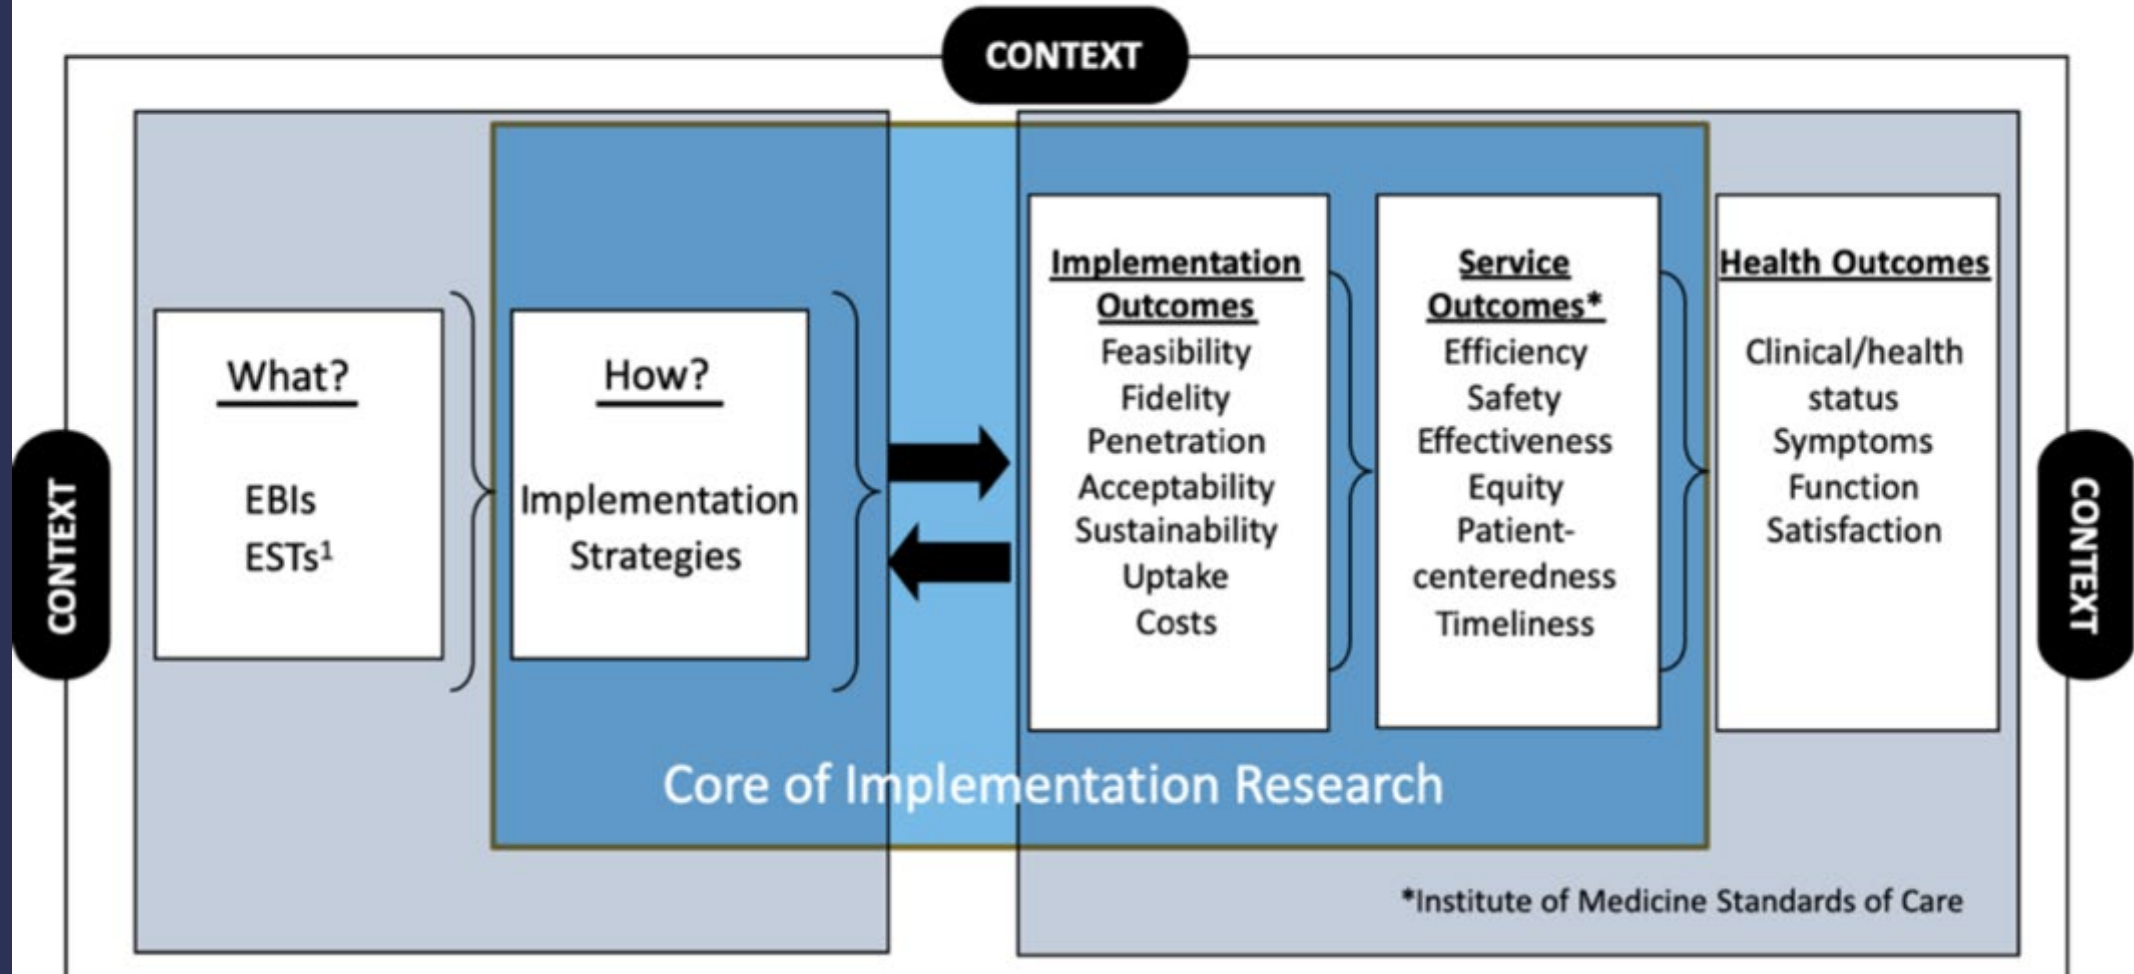 CONTEXT
CONTEXT
What?
EBIs
ESTs¹
How?
Implementation
Strategies
Implementation
Outcomes
Feasibility
Fidelity
Penetration
Acceptability
Sustainability
Uptake
Costs
Service
Outcomes*
Efficiency
Safety
Effectiveness
Equity
Patient-
centeredness
Timeliness
Health Outcomes
Clinical/health
status
Symptoms
Function
Satisfaction
CONTEXT
Core of Implementation Research
*Institute of Medicine Standards of Care